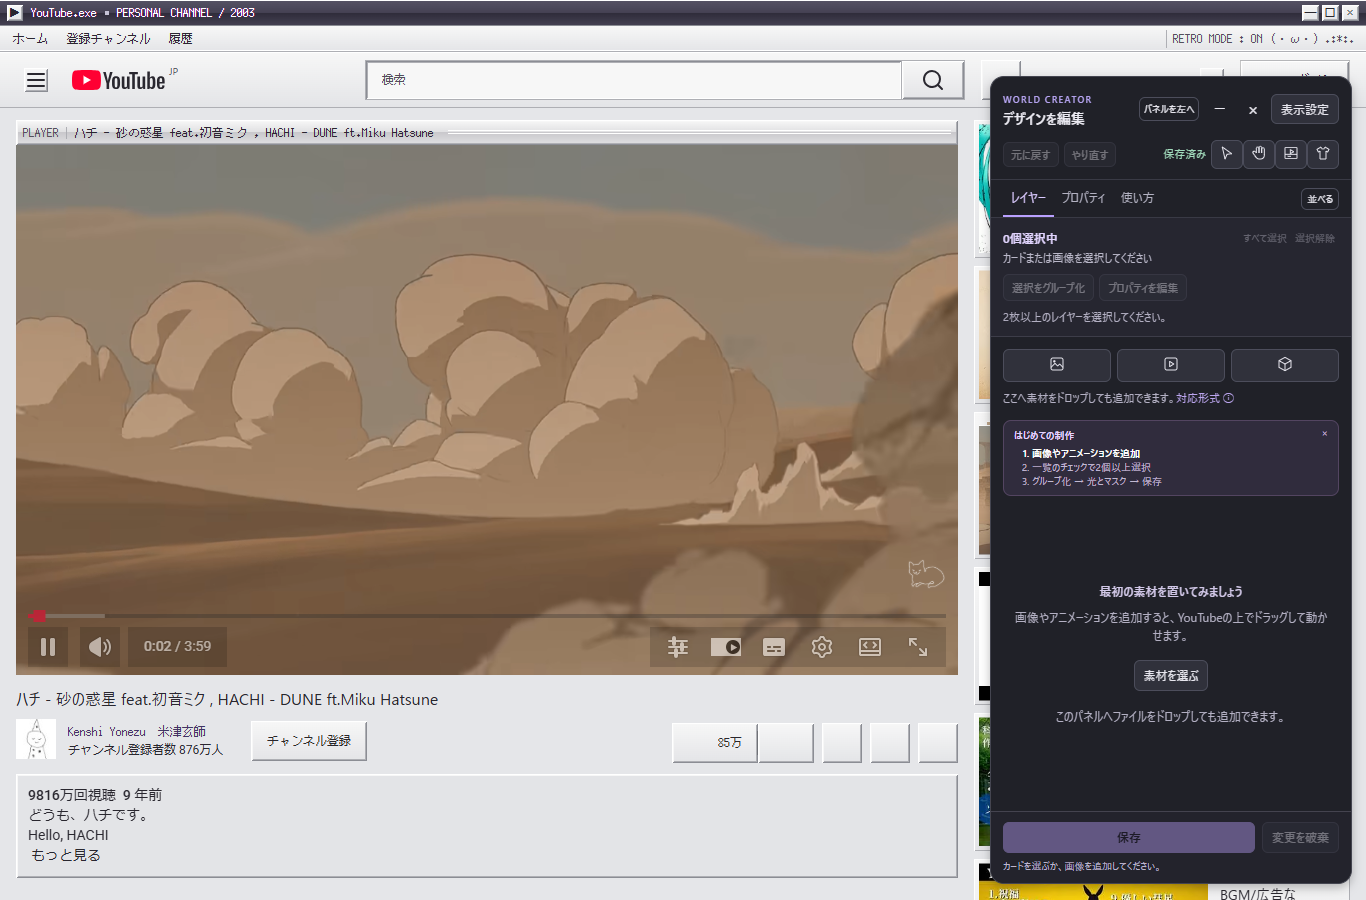 YouTube.exe ▪ PERSONAL CHANNEL / 2003
ホーム 登録チャンネル 履歴
RETRO MODE : ON (・ω・) .:*:.
YouTube JP
検索
WORLD CREATOR
デザインを編集
パネルを左へ
表示設定
元に戻す やり直す
保存済み
レイヤー プロパティ 使い方 並べる
0個選択中
すべて選択 選択解除
カードまたは画像を選択してください
選択をグループ化 プロパティを編集
2枚以上のレイヤーを選択してください。
ここへ素材をドロップしても追加できます。対応形式 ⓘ
はじめての制作
1. 画像やアニメーションを追加
2. 一覧のチェックで2個以上選択
3. グループ化 → 光とマスク → 保存
最初の素材を置いてみましょう
画像やアニメーションを追加すると、YouTubeの上でドラッグして動か
せます。
素材を選ぶ
このパネルへファイルをドロップしても追加できます。
保存 変更を破棄
カードを選ぶか、画像を追加してください。
PLAYER ハチ - 砂の惑星 feat.初音ミク , HACHI - DUNE ft.Miku Hatsune
0:02 / 3:59
ハチ - 砂の惑星 feat.初音ミク , HACHI - DUNE ft.Miku Hatsune
Kenshi Yonezu 米津玄師
チャンネル登録者数 876万人
チャンネル登録
85万
9816万回視聴 9 年前
どうも、ハチです。
Hello, HACHI
もっと見る
1.祝福
BGM/広告な